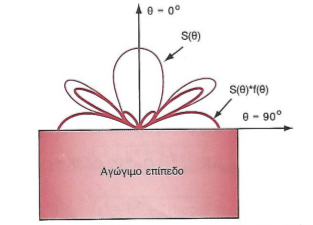 θ = 0°
S(θ)
S(θ)*f(θ)
θ = 90°
Αγώγιμο επίπεδο